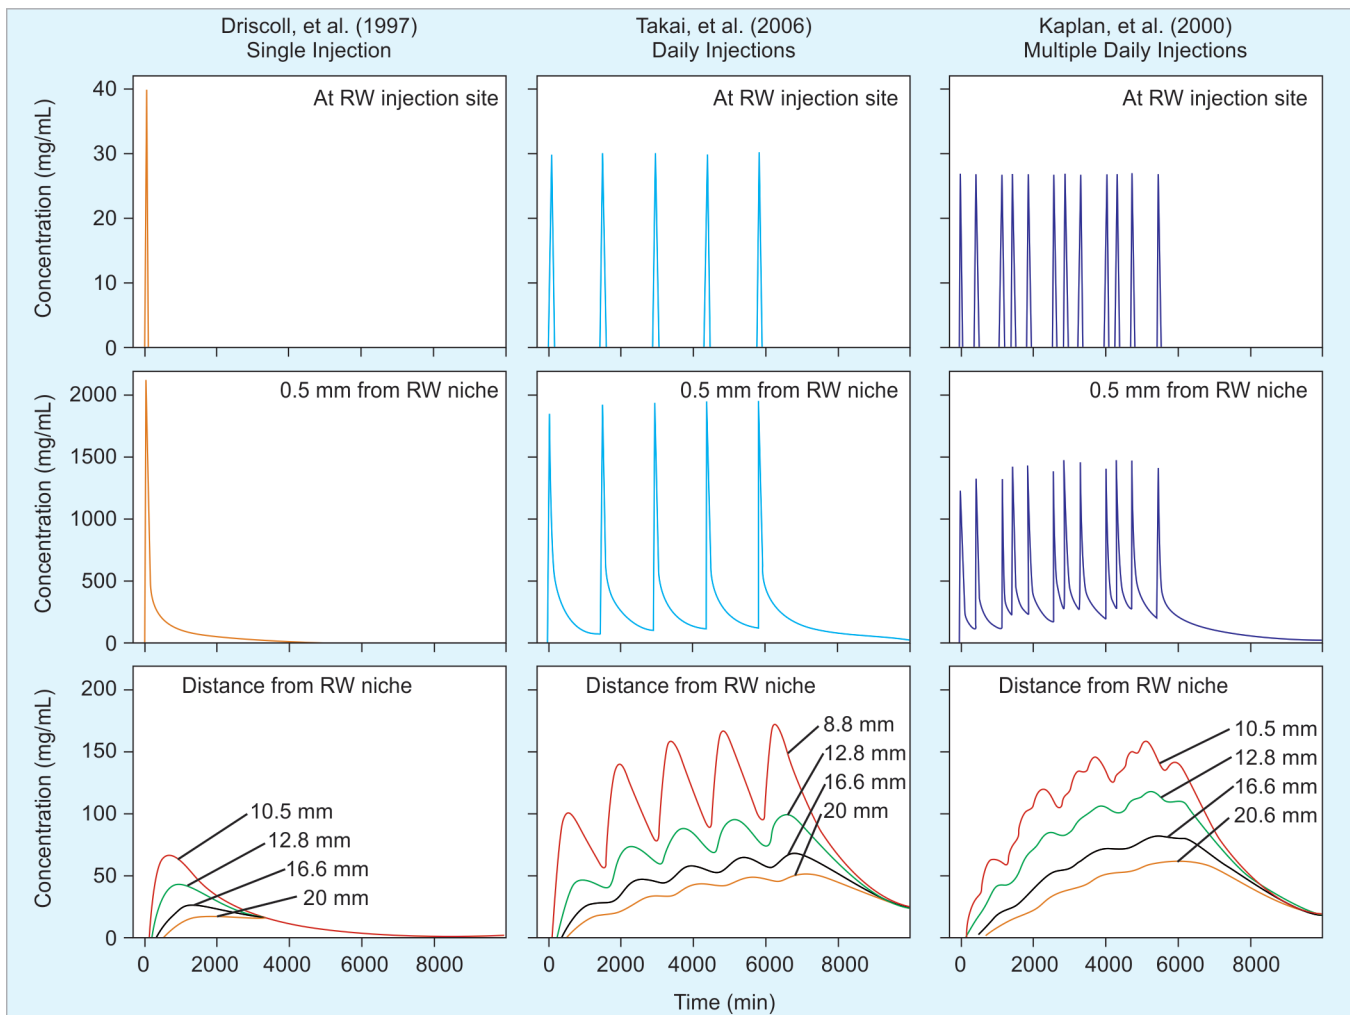 Driscoll, et al. (1997)
Single Injection
Takai, et al. (2006)
Daily Injections
Kaplan, et al. (2000)
Multiple Daily Injections
Concentration (mg/mL)
40
30
20
10
0
At RW injection site
At RW injection site
At RW injection site
Concentration (mg/mL)
2000
1500
1000
500
0
0.5 mm from RW niche
0.5 mm from RW niche
0.5 mm from RW niche
Concentration (mg/mL)
200
150
100
50
0
Distance from RW niche
10.5 mm
12.8 mm
16.6 mm
20 mm
Distance from RW niche
8.8 mm
12.8 mm
16.6 mm
20 mm
Distance from RW niche
10.5 mm
12.8 mm
16.6 mm
20.6 mm
0 2000 4000 6000 8000
0 2000 4000 6000 8000
0 2000 4000 6000 8000
Time (min)